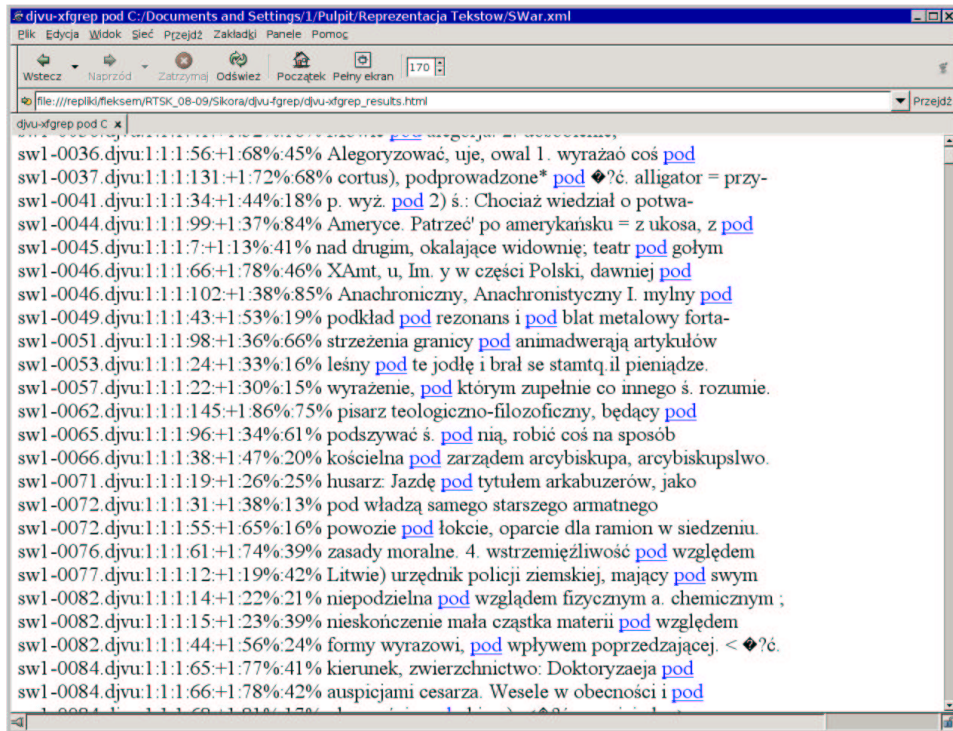 djvu-xfgrep pod C:/Documents and Settings/1/Pulpit/Reprezentacja Tekstow/SWar.xml
Plik Edycja Widok Sieć Przejdź Zakładki Panele Pomoc
Wstecz Naprzód Zatrzymaj Odśwież Początek Pełny ekran 170
file:///repliki/fleksem/RTSK_08-09/Sikora/djvu-fgrep/djvu-xfgrep_results.html Przejdź
djvu-xfgrep pod C
sw1-0036.djvu:1:1:1:56:+1:68%:45% Alegoryzować, uje, owal 1. wyrażaó coś pod
sw1-0037.djvu:1:1:1:131:+1:72%:68% cortus), podprowadzone* pod �?ć. alligator = przy-
sw1-0041.djvu:1:1:1:34:+1:44%:18% p. wyż. pod 2) ś.: Chociaż wiedział o potwa-
sw1-0044.djvu:1:1:1:99:+1:37%:84% Ameryce. Patrzeć' po amerykańsku = z ukosa, z pod
sw1-0045.djvu:1:1:1:7:+1:13%:41% nad drugim, okalające widownię; teatr pod gołym
sw1-0046.djvu:1:1:1:66:+1:78%:46% XAmt, u, Im. y w części Polski, dawniej pod
sw1-0046.djvu:1:1:1:102:+1:38%:85% Anachroniczny, Anachronistyczny I. mylny pod
sw1-0049.djvu:1:1:1:43:+1:53%:19% podkład pod rezonans i pod blat metalowy forta-
sw1-0051.djvu:1:1:1:98:+1:36%:66% strzeżenia granicy pod animadwerąją artykułów
sw1-0053.djvu:1:1:1:24:+1:33%:16% leśny pod te jodłę i brał se stamtq.il pieniądze.
sw1-0057.djvu:1:1:1:22:+1:30%:15% wyrażenie, pod którym zupełnie co innego ś. rozumie.
sw1-0062.djvu:1:1:1:145:+1:86%:75% pisarz teologiczno-filozoficzny, będący pod
sw1-0065.djvu:1:1:1:96:+1:34%:61% podszywać ś. pod nią, robić coś na sposób
sw1-0066.djvu:1:1:1:38:+1:47%:20% kościelna pod zarządem arcybiskupa, arcybiskupslwo.
sw1-0071.djvu:1:1:1:19:+1:26%:25% husarz: Jazdę pod tytułem arkabuzerów, jako
sw1-0072.djvu:1:1:1:31:+1:38%:13% pod władzą samego starszego armatnego
sw1-0072.djvu:1:1:1:55:+1:65%:16% powozie pod łokcie, oparcie dla ramion w siedzeniu.
sw1-0076.djvu:1:1:1:61:+1:74%:39% zasady moralne. 4. wstrzemięźliwość pod względem
sw1-0077.djvu:1:1:1:12:+1:19%:42% Litwie) urzędnik policji ziemskiej, mający pod swym
sw1-0082.djvu:1:1:1:14:+1:22%:21% niepodzielna pod wzglądem fizycznym a. chemicznym ;
sw1-0082.djvu:1:1:1:15:+1:23%:39% nieskończenie mała cząstka materii pod względem
sw1-0082.djvu:1:1:1:44:+1:56%:24% formy wyrazowi, pod wpływem poprzedzającej. < �?ć.
sw1-0084.djvu:1:1:1:65:+1:77%:41% kierunek, zwierzchnictwo: Doktoryzaeja pod
sw1-0084.djvu:1:1:1:66:+1:78%:42% auspicjami cesarza. Wesele w obecności i pod